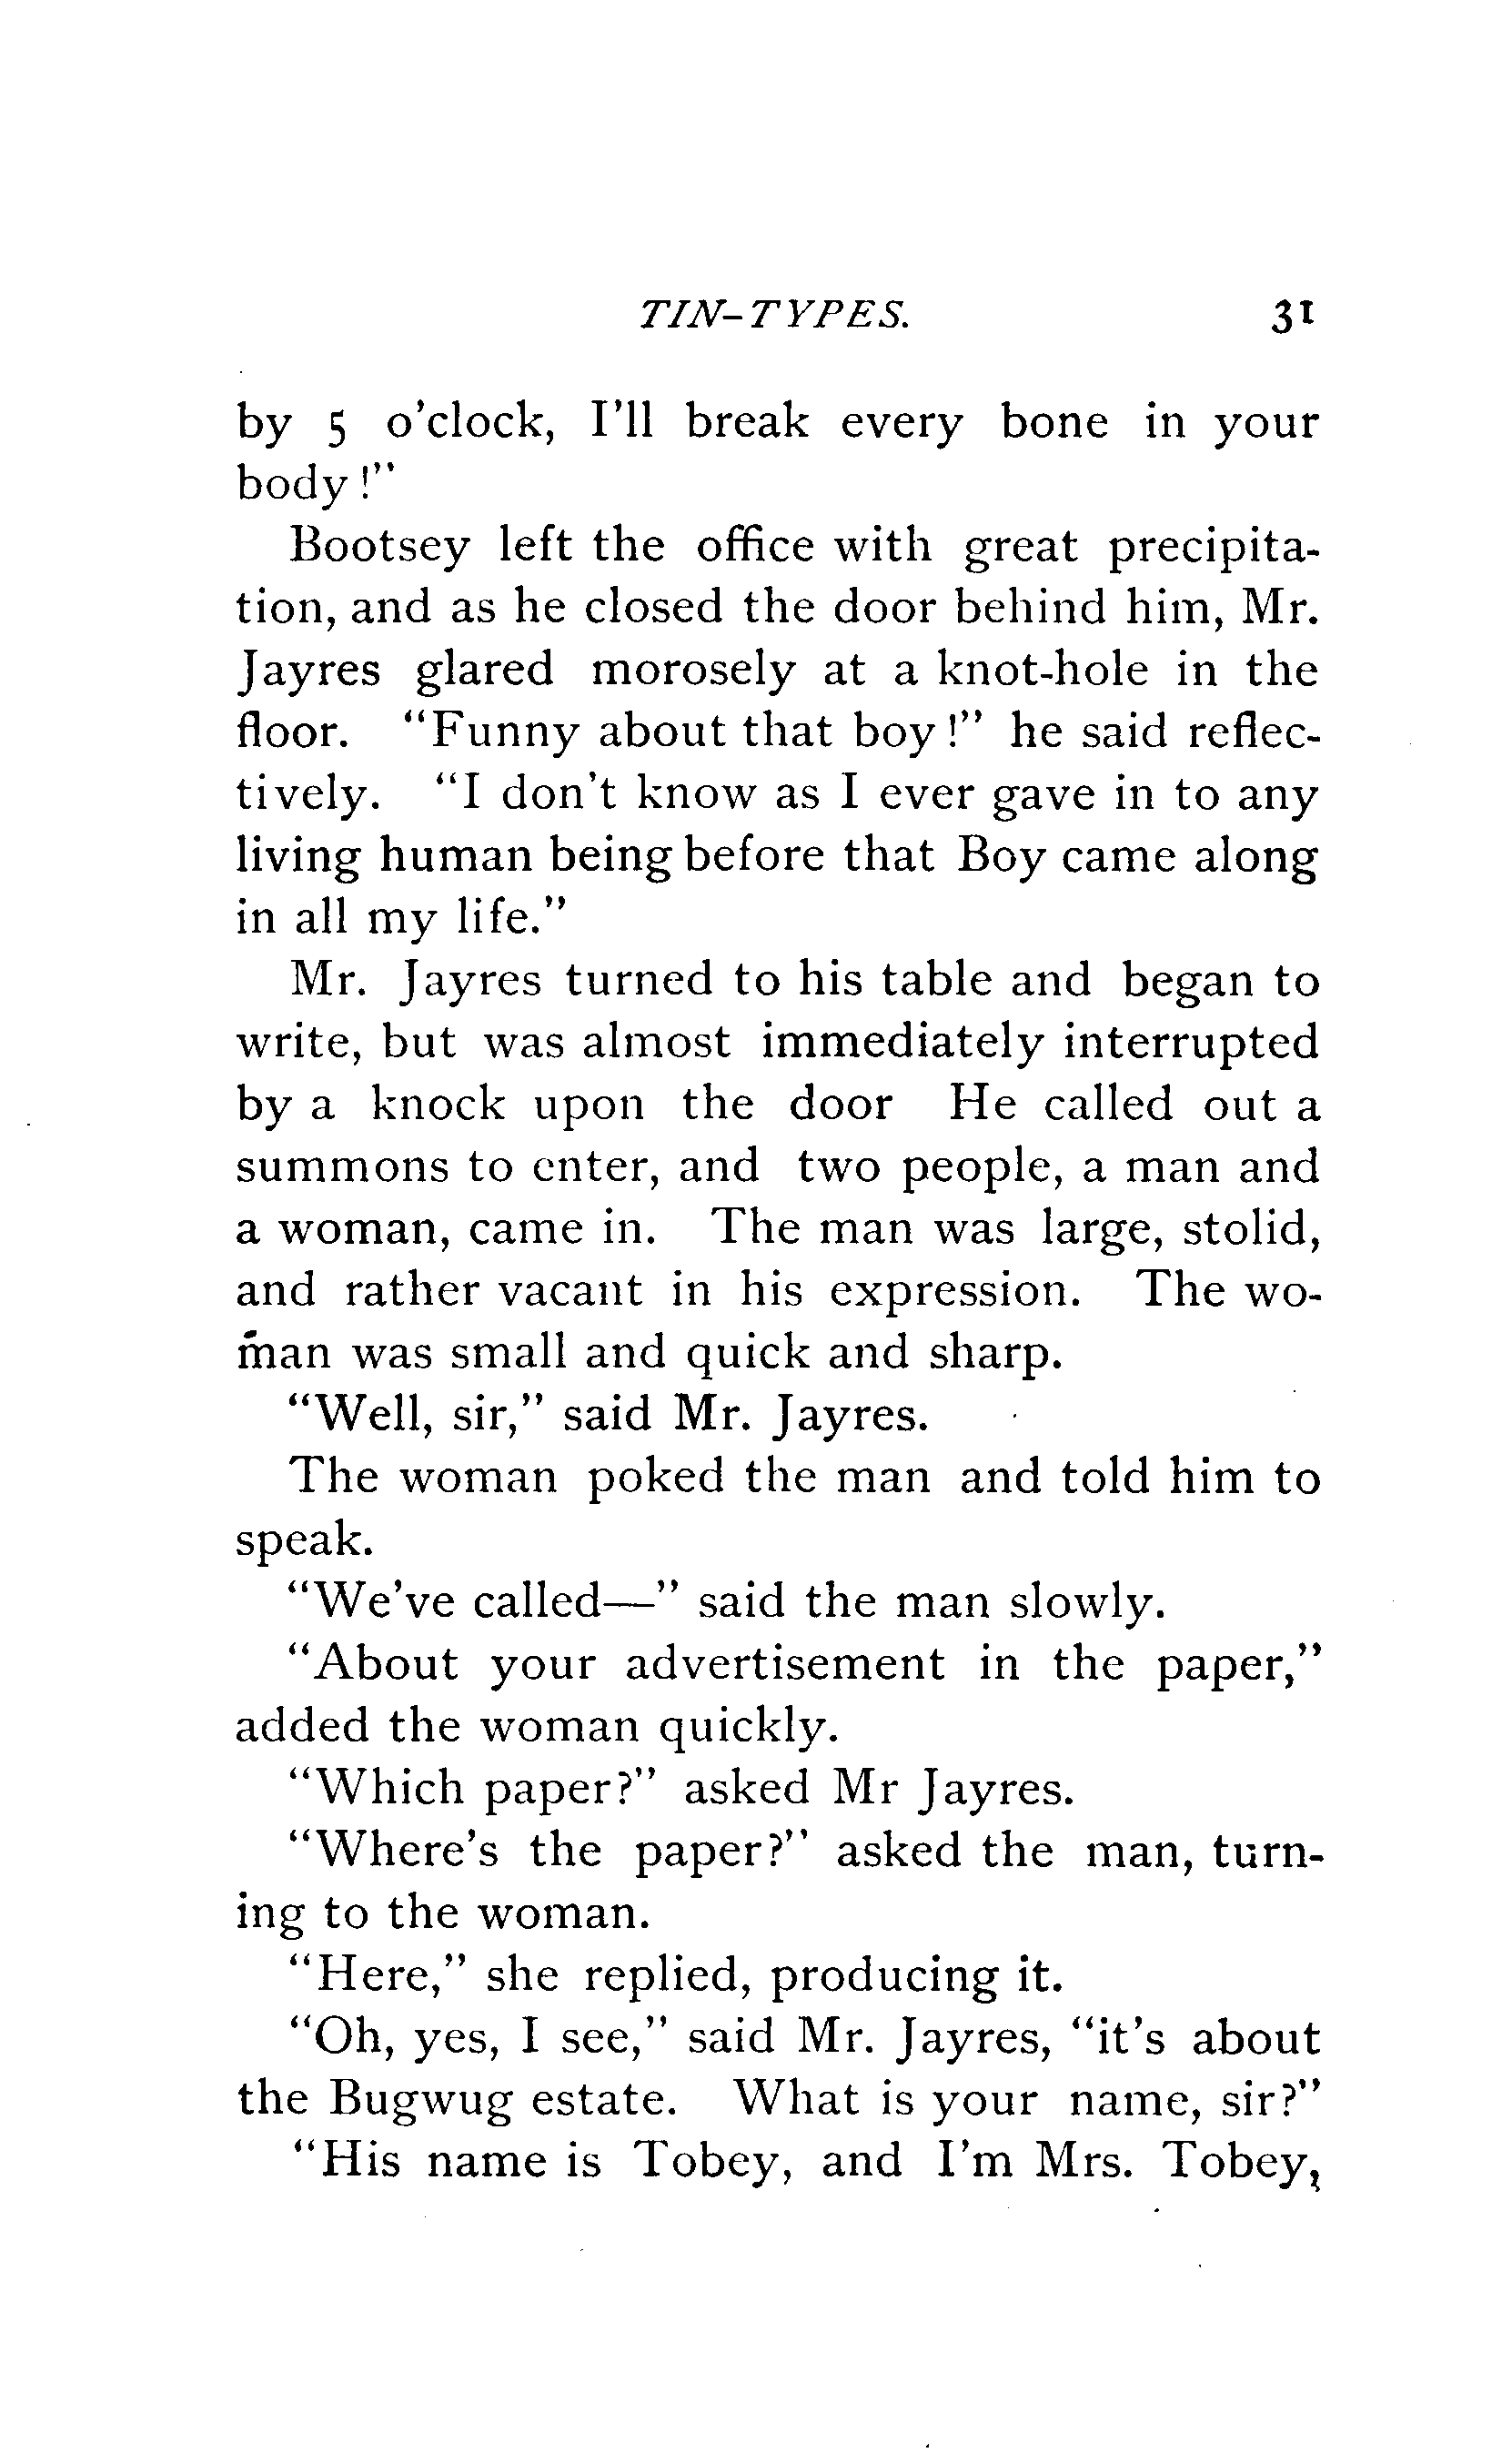 TIN-TYPES. 31
by 5 o'clock, I'll break every bone in your
body!"
Bootsey left the office with great precipita-
tion, and as he closed the door behind him, Mr.
Jayres glared morosely at a knot-hole in the
floor. "Funny about that boy!" he said reflec-
tively. "I don't know as I ever gave in to any
living human being before that Boy came along
in all my life."
Mr. Jayres turned to his table and began to
write, but was almost immediately interrupted
by a knock upon the door He called out a
summons to enter, and two people, a man and
a woman, came in. The man was large, stolid,
and rather vacant in his expression. The wo-
man was small and quick and sharp.
"Well, sir," said Mr. Jayres.
The woman poked the man and told him to
speak.
"We've called—" said the man slowly.
"About your advertisement in the paper,"
added the woman quickly.
"Which paper?" asked Mr Jayres.
"Where's the paper?" asked the man, turn-
ing to the woman.
"Here," she replied, producing it.
"Oh, yes, I see," said Mr. Jayres, "it's about
the Bugwug estate. What is your name, sir?"
"His name is Tobey, and I'm Mrs. Tobey,